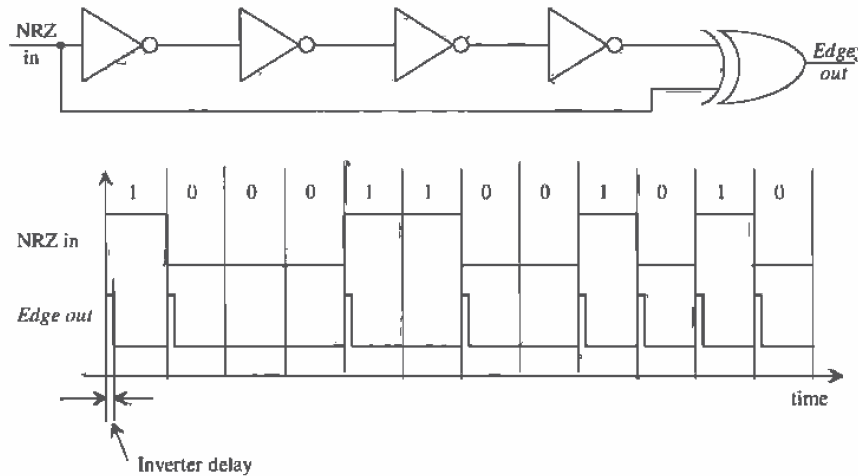 NRZ
in
Edge
out
1 0 0 0 1 1 0 0 1 0 1 0
NRZ in
Edge out
time
Inverter delay